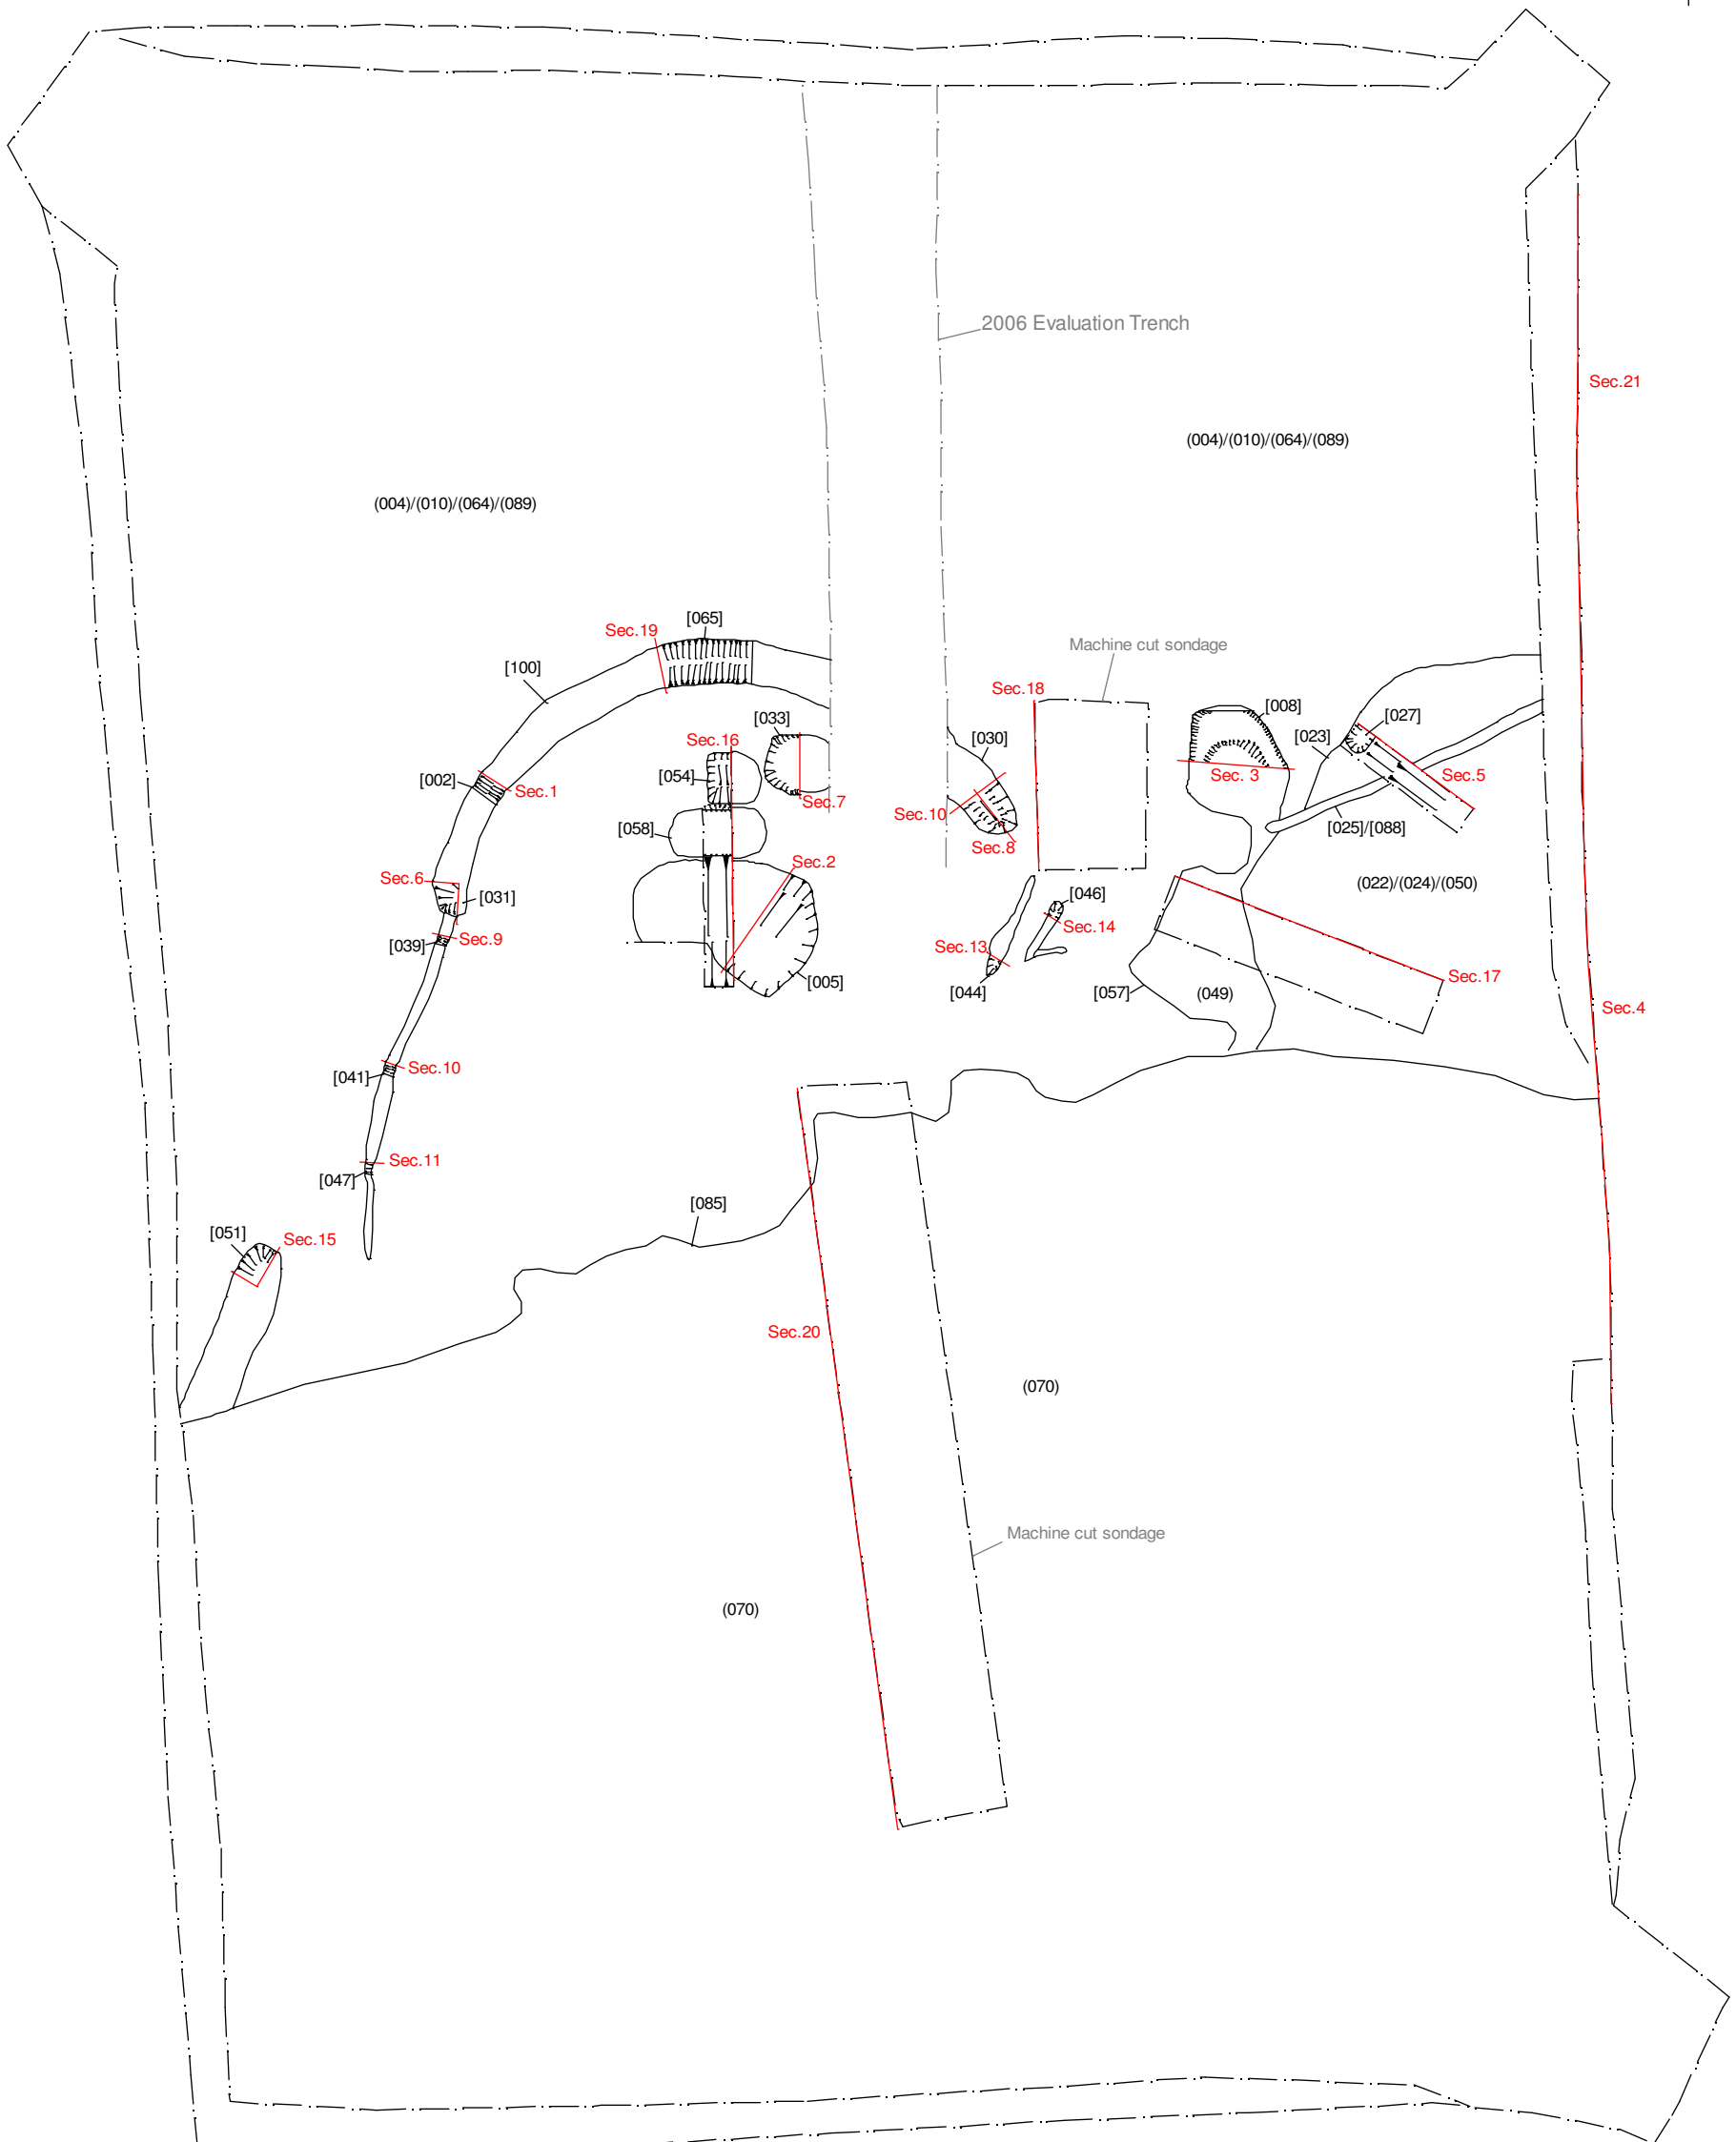 2006 Evaluation Trench
Sec.21
(004)/(010)/(064)/(089)
(004)/(010)/(064)/(089)
[065]
Sec.19
Machine cut sondage
[100]
Sec.18
[008]
[033]
[027]
[023]
[030]
Sec.16
[054]
Sec. 3
Sec.5
[002]
Sec.1
Sec.7
Sec.10
[058]
[025]/[088]
Sec.8
Sec.2
Sec.6
(022)/(024)/(050)
[031]
[046]
Sec.14
Sec.9
[039]
Sec.13
Sec.17
[005]
[044]
[057]
(049)
Sec.4
Sec.10
[041]
Sec.11
[047]
[085]
[051]
Sec.15
Sec.20
(070)
Machine cut sondage
(070)